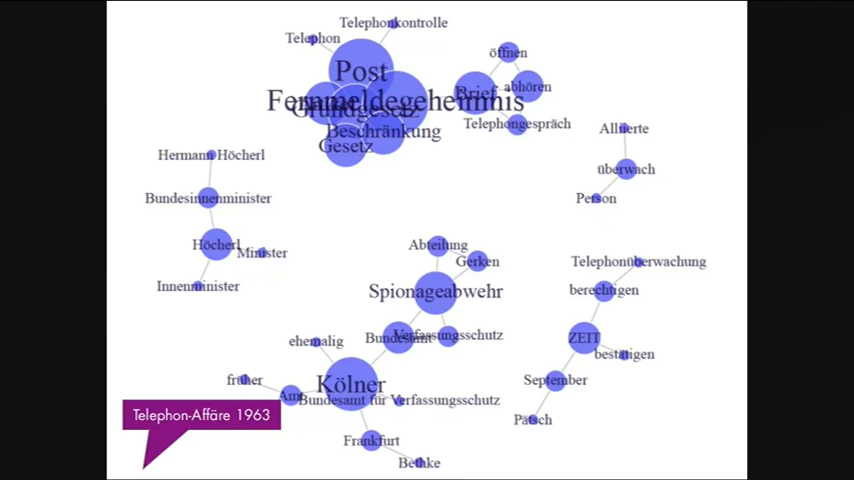 Telephonkontrolle
Telephon
Post
öffnen
Brief
abhören
Fernmeldegeheimnis
Grundgesetz
Telephongespräch
Beschränkung
Gesetz
Alliierte
überwach
Person
Hermann Höcherl
Bundesinnenminister
Höcherl
Minister
Innenminister
Abteilung
Gerken
Spionageabwehr
Telephonüberwachung
berechtigen
ZEIT
bestätigen
September
Pätsch
Bundesamt
Verfassungsschutz
ehemalig
Kölner
früher
Amt
Bundesamt für Verfassungsschutz
Frankfurt
Bethke
Telephon-Affäre 1963